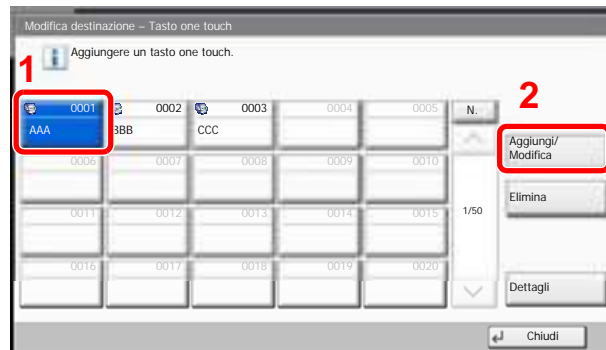 Modifica destinazione – Tasto one touch
Aggiungere un tasto one touch.
1
2
0001 0002 0003 0004 0005 N.
AAA BBB CCC
Aggiungi/
Modifica
0006 0007 0008 0009 0010
Elimina
0011 0012 0013 0014 0015 1/50
0016 0017 0018 0019 0020
Dettagli
Chiudi